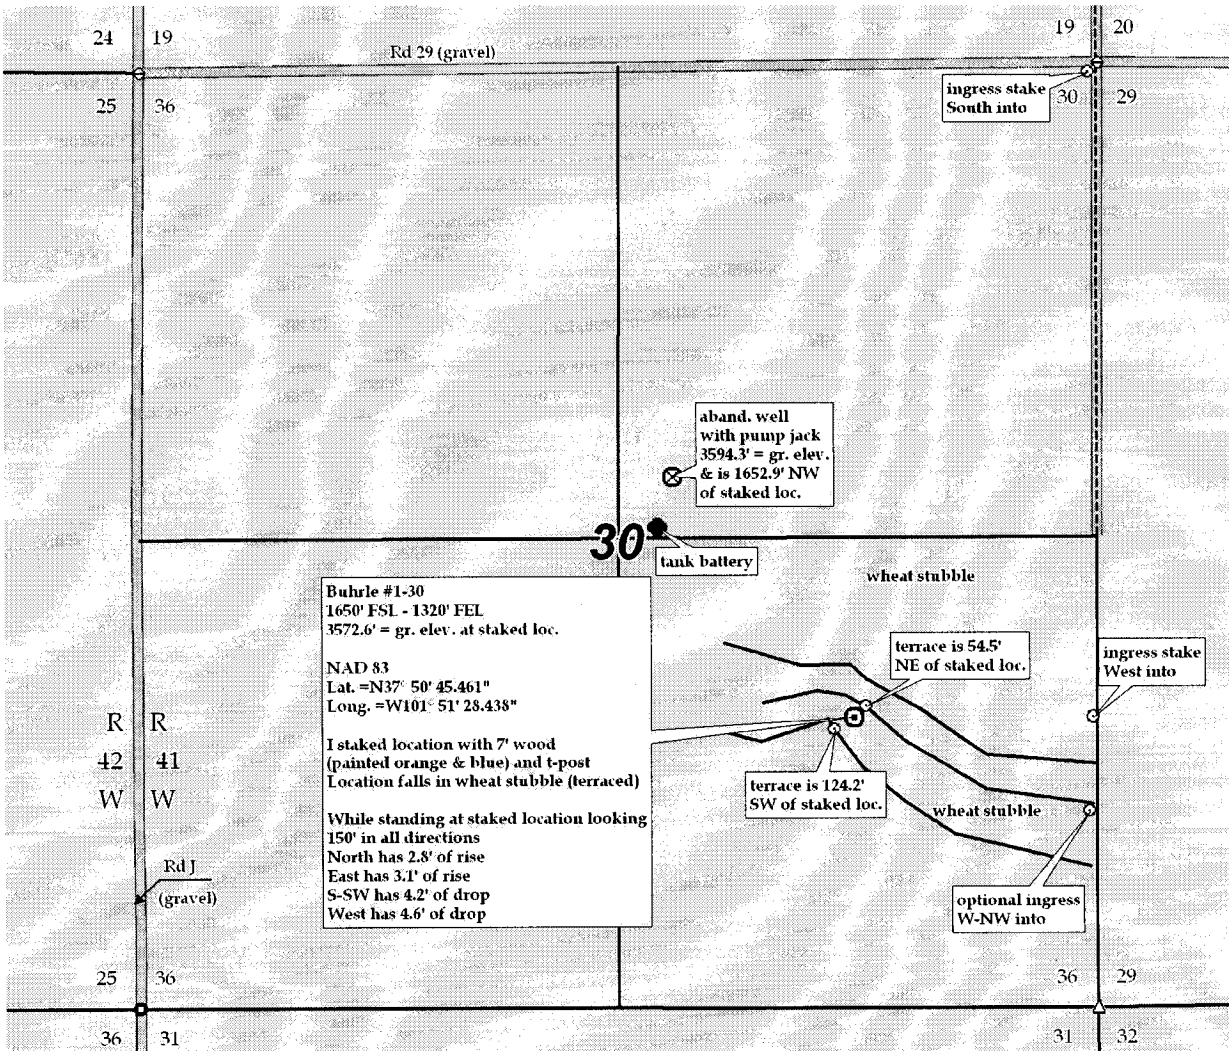 24 19
19 20
Rd 29 (gravel)
ingress stake
South into
25 36
30 29
aband. well
with pump jack
3594.3' = gr. elev.
& is 1652.9' NW
of staked loc.
30
tank battery
wheat stubble
Buhrle #1-30
1650' FSL - 1320' FEL
3572.6' = gr. elev. at staked loc.
NAD 83
Lat. =N37° 50' 45.461"
Long. =W101° 51' 28.438"
I staked location with 7' wood
(painted orange & blue) and t-post
Location falls in wheat stubble (terraced)
While standing at staked location looking
150' in all directions
North has 2.8' of rise
East has 3.1' of rise
S-SW has 4.2' of drop
West has 4.6' of drop
terrace is 54.5'
NE of staked loc.
ingress stake
West into
R R
42 41
W W
terrace is 124.2'
SW of staked loc.
wheat stubble
Rd J
(gravel)
optional ingress
W-NW into
25 36
36 29
36 31
31 32